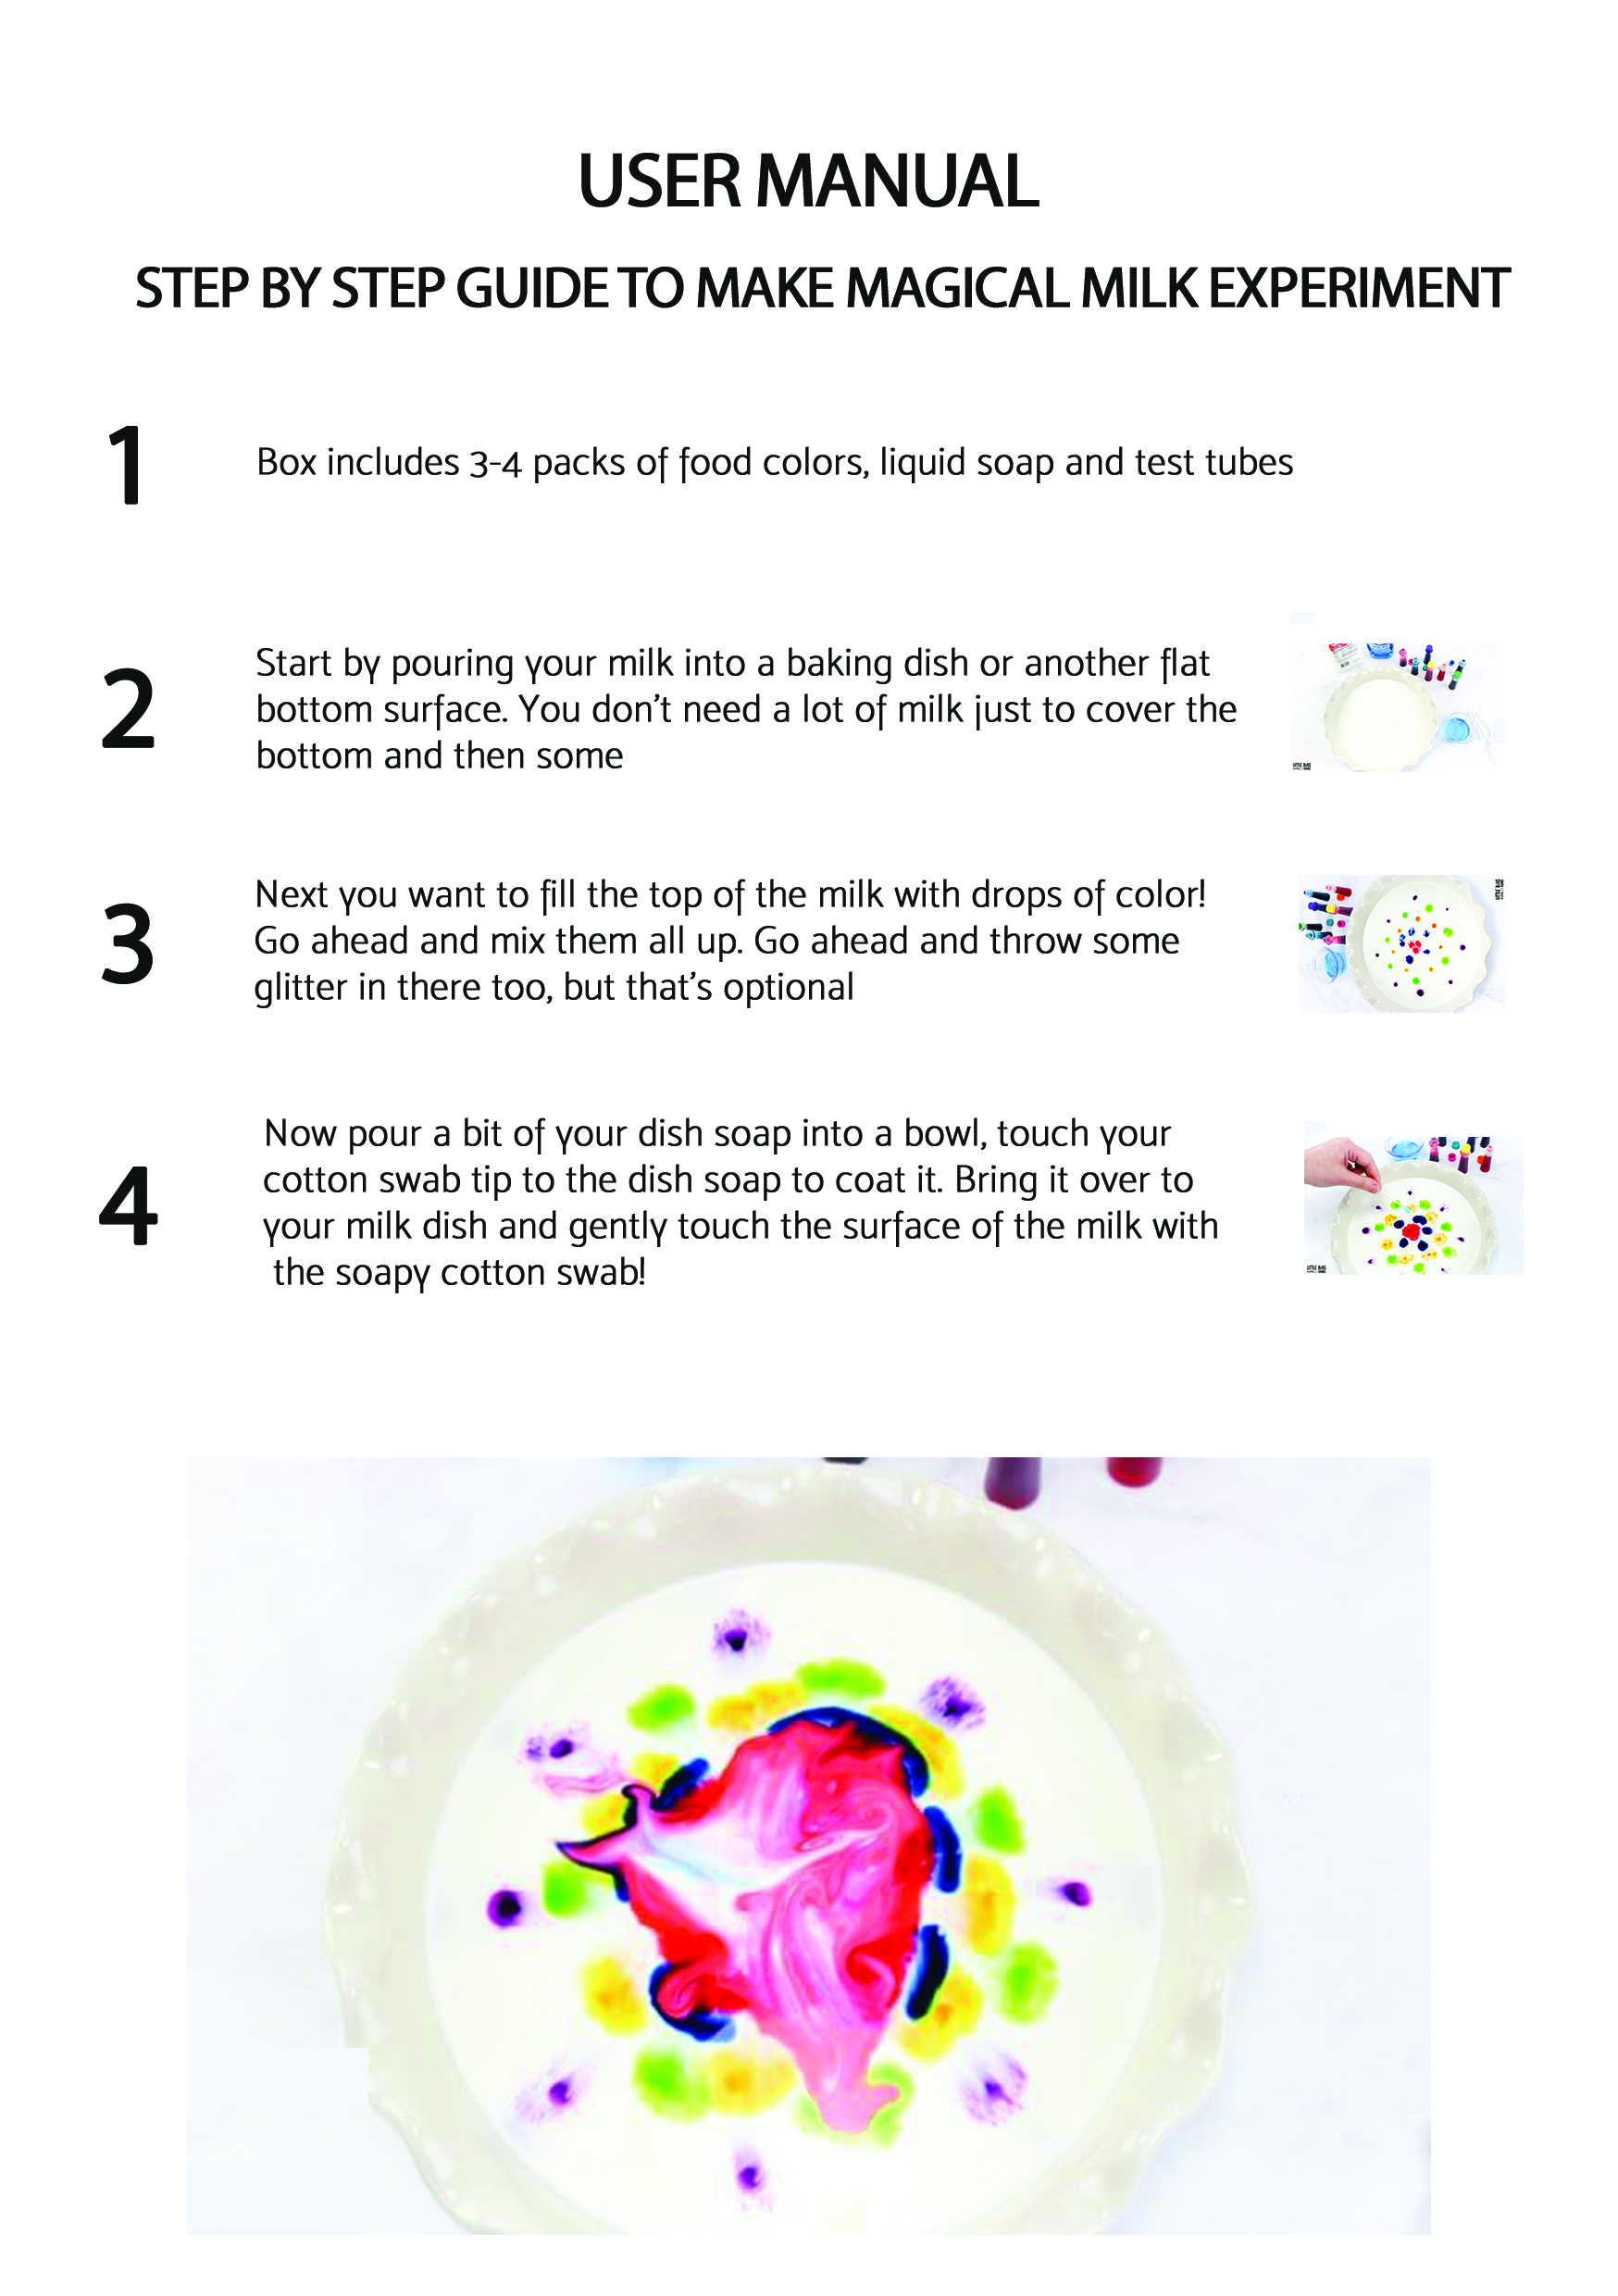 USER MANUAL
STEP BY STEP GUIDE TO MAKE MAGICAL MILK EXPERIMENT
1
Box includes 3-4 packs of food colors, liquid soap and test tubes
2
Start by pouring your milk into a baking dish or another flat
bottom surface. You don’t need a lot of milk just to cover the
bottom and then some
3
Next you want to fill the top of the milk with drops of color!
Go ahead and mix them all up. Go ahead and throw some
glitter in there too, but that’s optional
4
Now pour a bit of your dish soap into a bowl, touch your
cotton swab tip to the dish soap to coat it. Bring it over to
your milk dish and gently touch the surface of the milk with
the soapy cotton swab!